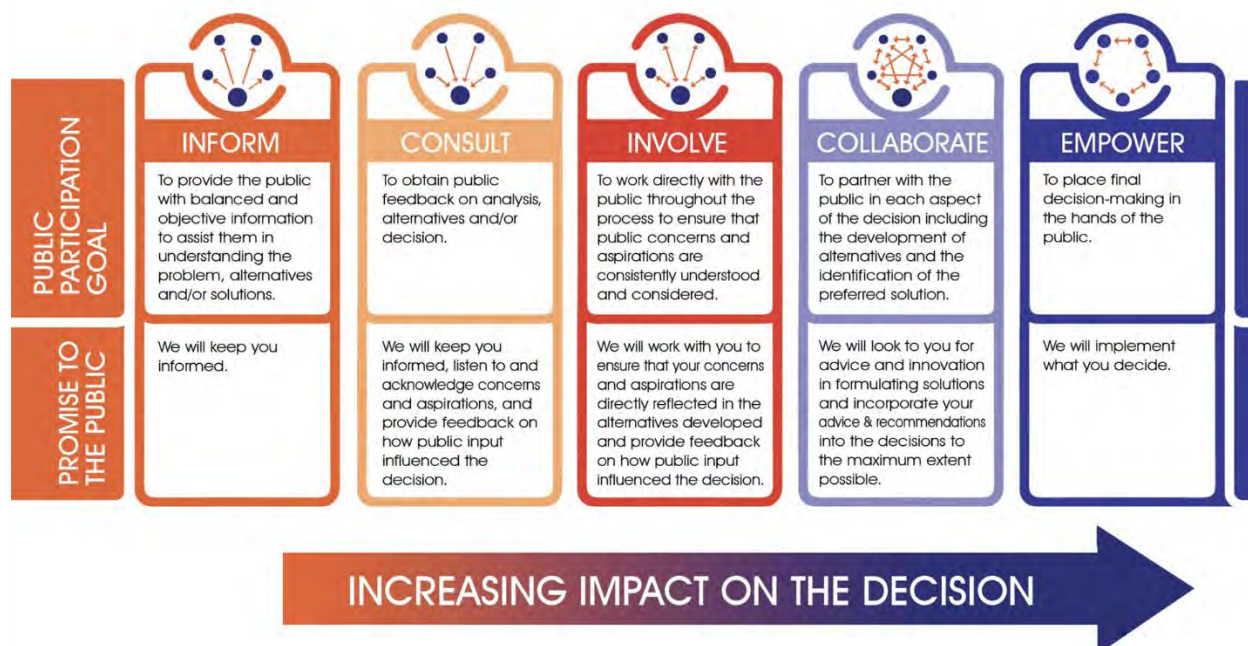 INFORM
CONSULT
INVOLVE
COLLABORATE
EMPOWER
PUBLIC
PARTICIPATION
GOAL
To provide the public
with balanced and
objective information
to assist them in
understanding the
problem, alternatives
and/or solutions.
To obtain public
feedback on analysis,
alternatives and/or
decision.
To work directly with the
public throughout the
process to ensure that
public concerns and
aspirations are
consistently understood
and considered.
To partner with the
public in each aspect
of the decision including
the development of
alternatives and the
identification of the
preferred solution.
To place final
decision-making in
the hands of the
public.
PROMISE TO
THE PUBLIC
We will keep you
informed.
We will keep you
informed, listen to and
acknowledge concerns
and aspirations, and
provide feedback on
how public input
influenced the
decision.
We will work with you to
ensure that your concerns
and aspirations are
directly reflected in the
alternatives developed
and provide feedback
on how public input
influenced the decision.
We will look to you for
advice and innovation
in formulating solutions
and incorporate your
advice & recommendations
into the decisions to
the maximum extent
possible.
We will implement
what you decide.
INCREASING IMPACT ON THE DECISION